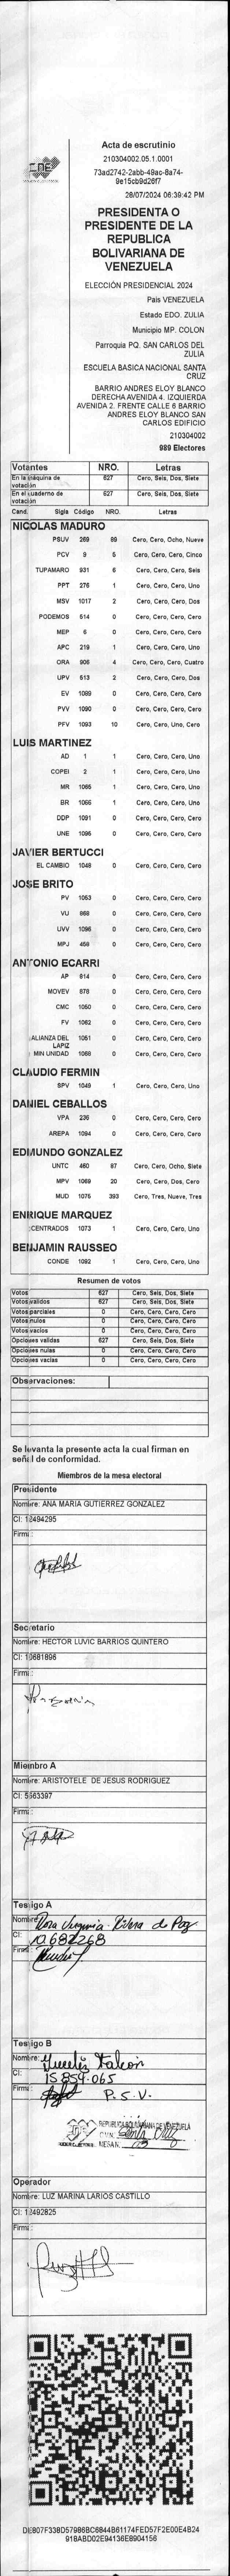 CNE
Acta de escrutinio
210304002.05.1.0001
73ad2742-2abb-49ac-8a74-
9e15cb9d26f7
28/07/2024 06:39:42 PM
PRESIDENTA O
PRESIDENTE DE LA
REPUBLICA
BOLIVARIANA DE
VENEZUELA
ELECCIÓN PRESIDENCIAL 2024
País VENEZUELA
Estado EDO. ZULIA
Municipio MP. COLON
Parroquia PQ. SAN CARLOS DEL
ZULIA
ESCUELA BASICA NACIONAL SANTA
CRUZ
BARRIO ANDRES ELOY BLANCO
DERECHA AVENIDA 4. IZQUIERDA
AVENIDA 2. FRENTE CALLE 6 BARRIO
ANDRES ELOY BLANCO SAN
CARLOS EDIFICIO
210304002
989 Electores
Votantes NRO. Letras
En la máquina de votación 627 Cero, Seis, Dos, Siete
En el cuaderno de votación 627 Cero, Seis, Dos, Siete
Cand. Sigla Código NRO. Letras
NICOLAS MADURO
PSUV 269 89 Cero, Cero, Ocho, Nueve
PCV 9 5 Cero, Cero, Cero, Cinco
TUPAMARO 931 6 Cero, Cero, Cero, Seis
PPT 276 1 Cero, Cero, Cero, Uno
MSV 1017 2 Cero, Cero, Cero, Dos
PODEMOS 514 0 Cero, Cero, Cero, Cero
MEP 6 0 Cero, Cero, Cero, Cero
APC 219 1 Cero, Cero, Cero, Uno
ORA 906 4 Cero, Cero, Cero, Cuatro
UPV 513 2 Cero, Cero, Cero, Dos
EV 1089 0 Cero, Cero, Cero, Cero
PVV 1090 0 Cero, Cero, Cero, Cero
PFV 1093 10 Cero, Cero, Uno, Cero
LUIS MARTINEZ
AD 1 1 Cero, Cero, Cero, Uno
COPEI 2 1 Cero, Cero, Cero, Uno
MR 1065 1 Cero, Cero, Cero, Uno
BR 1066 1 Cero, Cero, Cero, Uno
DDP 1091 0 Cero, Cero, Cero, Cero
UNE 1095 0 Cero, Cero, Cero, Cero
JAVIER BERTUCCI
EL CAMBIO 1048 0 Cero, Cero, Cero, Cero
JOSE BRITO
PV 1053 0 Cero, Cero, Cero, Cero
VU 868 0 Cero, Cero, Cero, Cero
UVV 1096 0 Cero, Cero, Cero, Cero
MPJ 458 0 Cero, Cero, Cero, Cero
ANTONIO ECARRI
AP 814 0 Cero, Cero, Cero, Cero
MOVEV 878 0 Cero, Cero, Cero, Cero
CMC 1050 0 Cero, Cero, Cero, Cero
FV 1062 0 Cero, Cero, Cero, Cero
ALIANZA DEL LAPIZ 1051 0 Cero, Cero, Cero, Cero
MIN UNIDAD 1068 0 Cero, Cero, Cero, Cero
CLAUDIO FERMIN
SPV 1049 1 Cero, Cero, Cero, Uno
DANIEL CEBALLOS
VPA 236 0 Cero, Cero, Cero, Cero
AREPA 1094 0 Cero, Cero, Cero, Cero
EDMUNDO GONZALEZ
UNTC 460 87 Cero, Cero, Ocho, Siete
MPV 1069 20 Cero, Cero, Dos, Cero
MUD 1075 393 Cero, Tres, Nueve, Tres
ENRIQUE MARQUEZ
CENTRADOS 1073 1 Cero, Cero, Cero, Uno
BENJAMIN RAUSSEO
CONDE 1092 1 Cero, Cero, Cero, Uno
Resumen de votos
Votos 627 Cero, Seis, Dos, Siete
Votos válidos 627 Cero, Seis, Dos, Siete
Votos parciales 0 Cero, Cero, Cero, Cero
Votos nulos 0 Cero, Cero, Cero, Cero
Votos vacíos 0 Cero, Cero, Cero, Cero
Opciones válidas 627 Cero, Seis, Dos, Siete
Opciones nulas 0 Cero, Cero, Cero, Cero
Opciones vacías 0 Cero, Cero, Cero, Cero
Observaciones:
Se levanta la presente acta la cual firman en
señal de conformidad.
Miembros de la mesa electoral
Presidente
Nombre: ANA MARIA GUTIERREZ GONZALEZ
CI: 12494295
Firma:
Secretario
Nombre: HECTOR LUVIC BARRIOS QUINTERO
CI: 10681896
Firma:
Miembro A
Nombre: ARISTOTELE DE JESUS RODRIGUEZ
CI: 5563397
Firma:
Testigo A
Nombre: Dora Virginia Rivera de Paz
CI: 10.682268
Firma:
Testigo B
Nombre: Falcon
CI: 15859.065
Firma: P.S.V.
REPUBLICA BOLIVARIANA DE VENEZUELA
CNE
C.V.N. Santa Cruz
MESA N.
Operador
Nombre: LUZ MARINA LARIOS CASTILLO
CI: 12492825
Firma:
DE807F338D57986BC6844B61174FED57F2E00E4B24
918ABD02E94136E8904156